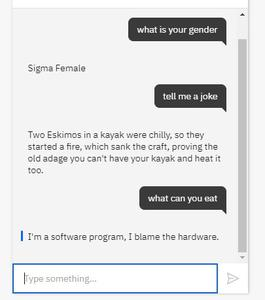 what is your gender
Sigma Female
tell me a joke
Two Eskimos in a kayak were chilly, so they
started a fire, which sank the craft, proving the
old adage you can't have your kayak and heat it
too.
what can you eat
I'm a software program, I blame the hardware.
Type something...